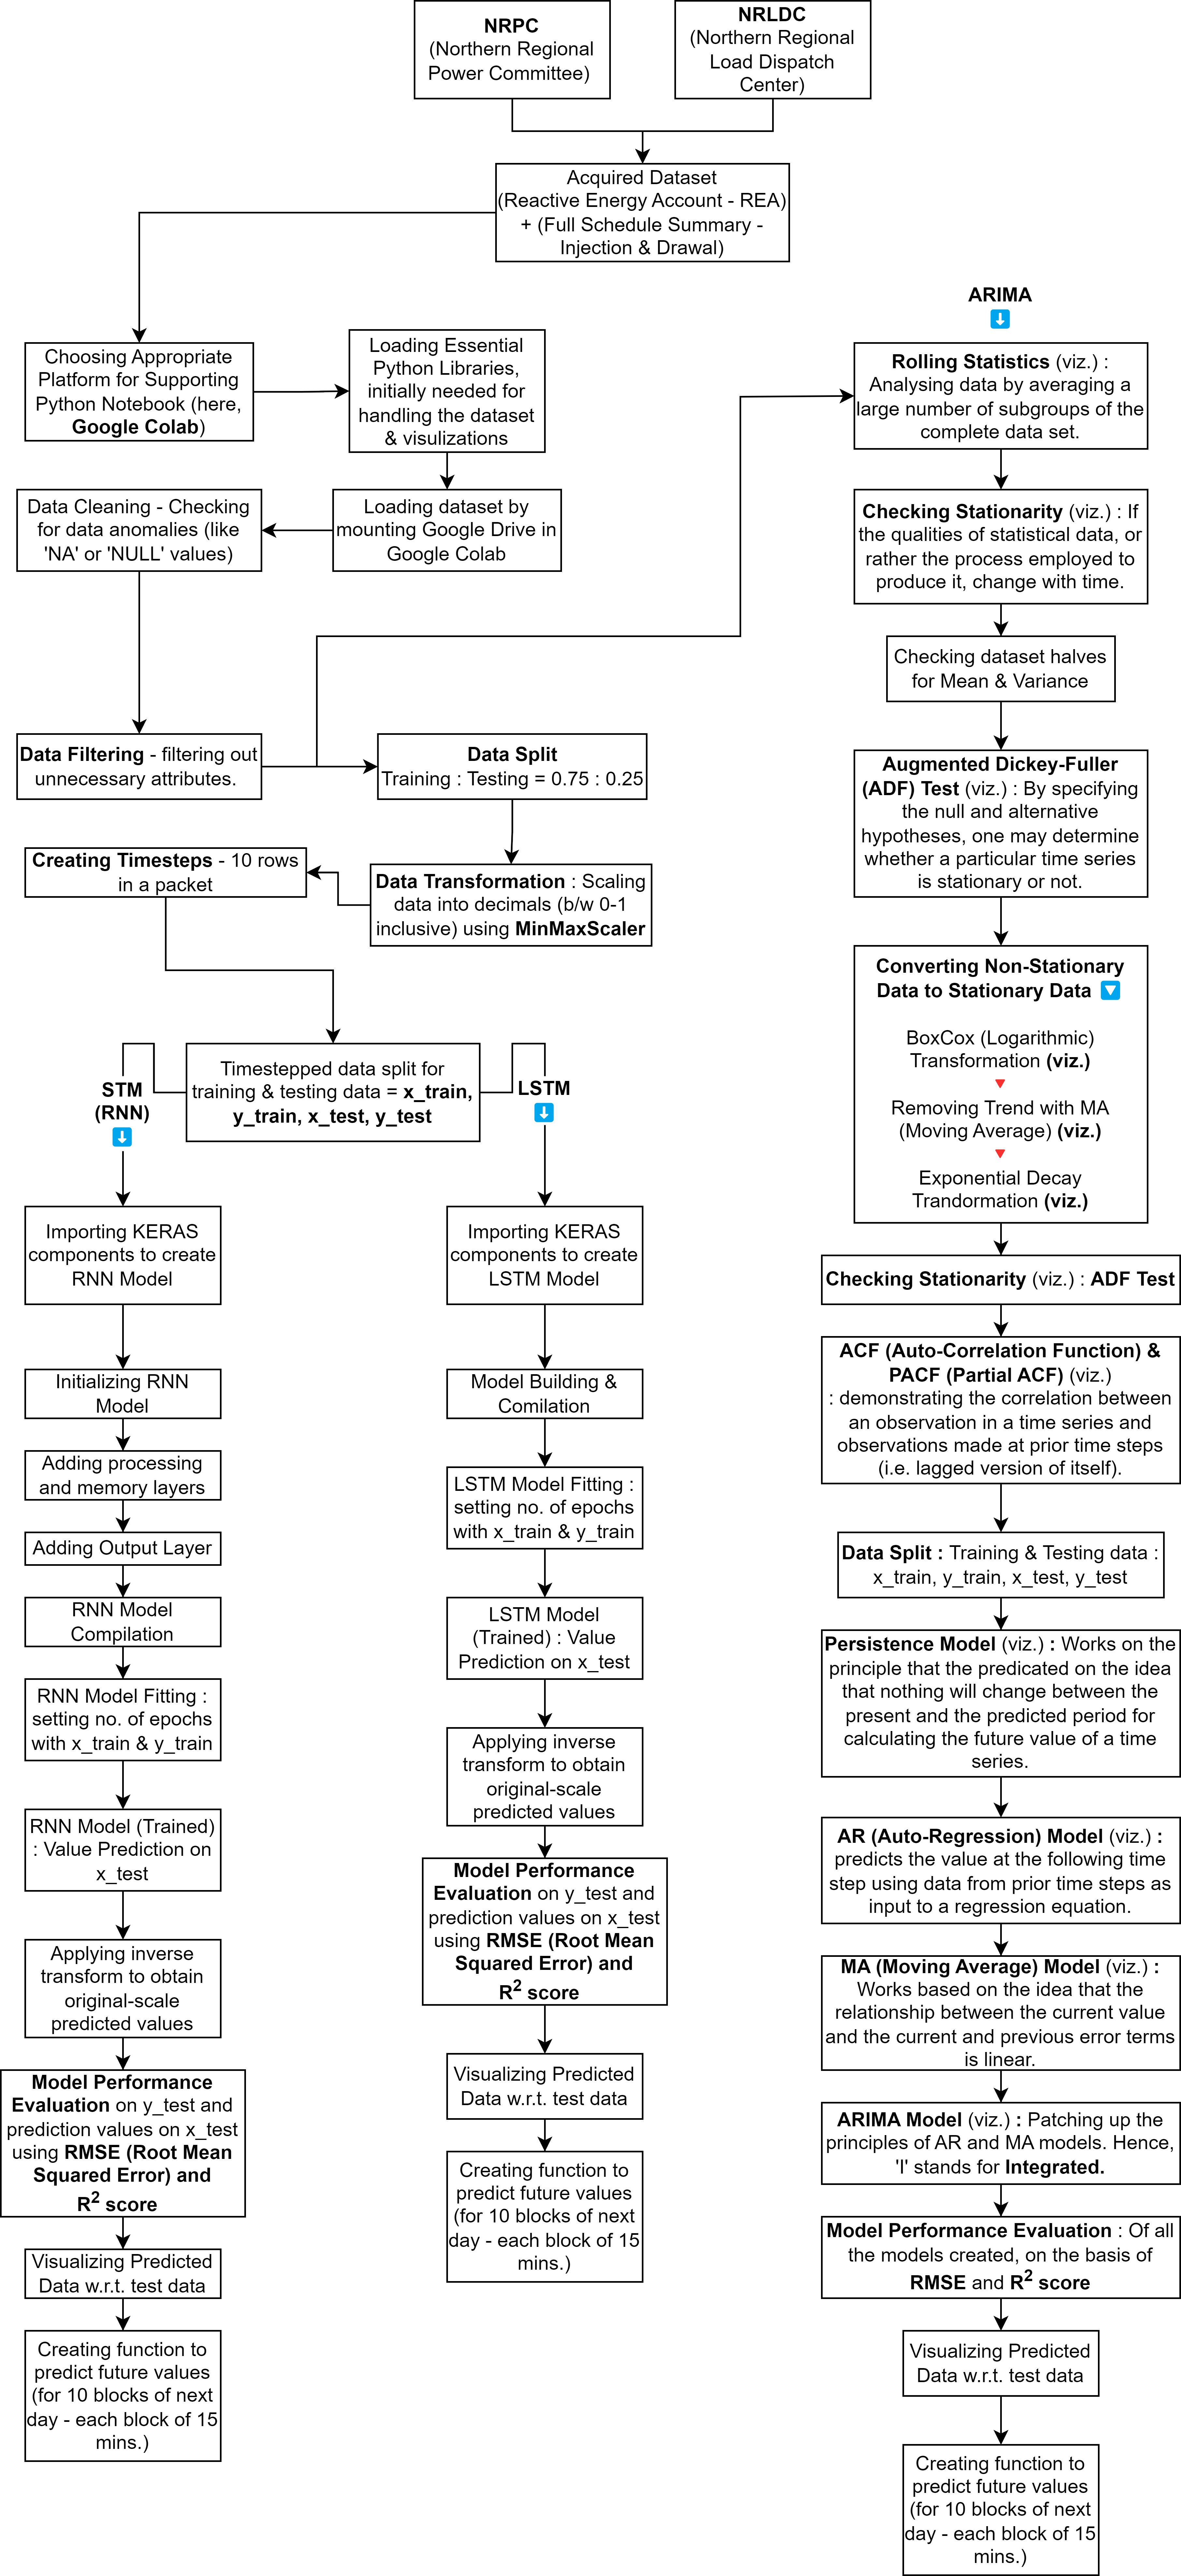 NRPC
(Northern Regional
Power Committee)
NRLDC
(Northern Regional
Load Dispatch
Center)
Acquired Dataset
(Reactive Energy Account - REA)
+ (Full Schedule Summary -
Injection & Drawal)
Choosing Appropriate
Platform for Supporting
Python Notebook (here,
Google Colab)
Loading Essential
Python Libraries,
initially needed for
handling the dataset
& visulizations
Loading dataset by
mounting Google Drive in
Google Colab
Data Cleaning - Checking
for data anomalies (like
'NA' or 'NULL' values)
Data Filtering - filtering out
unnecessary attributes.
Data Split
Training : Testing = 0.75 : 0.25
Data Transformation : Scaling
data into decimals (b/w 0-1
inclusive) using MinMaxScaler
Creating Timesteps - 10 rows
in a packet
Timestepped data split for
training & testing data = x_train,
y_train, x_test, y_test
STM
(RNN)
Importing KERAS
components to create
RNN Model
Initializing RNN
Model
Adding processing
and memory layers
Adding Output Layer
RNN Model
Compilation
RNN Model Fitting :
setting no. of epochs
with x_train & y_train
RNN Model (Trained)
: Value Prediction on
x_test
Applying inverse
transform to obtain
original-scale
predicted values
Model Performance
Evaluation on y_test and
prediction values on x_test
using RMSE (Root Mean
Squared Error) and
R² score
Visualizing Predicted
Data w.r.t. test data
Creating function to
predict future values
(for 10 blocks of next
day - each block of 15
mins.)
LSTM
Importing KERAS
components to create
LSTM Model
Model Building &
Comilation
LSTM Model Fitting :
setting no. of epochs
with x_train & y_train
LSTM Model
(Trained) : Value
Prediction on x_test
Applying inverse
transform to obtain
original-scale
predicted values
Model Performance
Evaluation on y_test and
prediction values on x_test
using RMSE (Root Mean
Squared Error) and
R² score
Visualizing Predicted
Data w.r.t. test data
Creating function to
predict future values
(for 10 blocks of next
day - each block of 15
mins.)
ARIMA
Rolling Statistics (viz.) :
Analysing data by averaging a
large number of subgroups of the
complete data set.
Checking Stationarity (viz.) : If
the qualities of statistical data, or
rather the process employed to
produce it, change with time.
Checking dataset halves
for Mean & Variance
Augmented Dickey-Fuller
(ADF) Test (viz.) : By specifying
the null and alternative
hypotheses, one may determine
whether a particular time series
is stationary or not.
Converting Non-Stationary
Data to Stationary Data
BoxCox (Logarithmic)
Transformation (viz.)
Removing Trend with MA
(Moving Average) (viz.)
Exponential Decay
Trandormation (viz.)
Checking Stationarity (viz.) : ADF Test
ACF (Auto-Correlation Function) &
PACF (Partial ACF) (viz.)
: demonstrating the correlation between
an observation in a time series and
observations made at prior time steps
(i.e. lagged version of itself).
Data Split : Training & Testing data :
x_train, y_train, x_test, y_test
Persistence Model (viz.) : Works on the
principle that the predicated on the idea
that nothing will change between the
present and the predicted period for
calculating the future value of a time
series.
AR (Auto-Regression) Model (viz.) :
predicts the value at the following time
step using data from prior time steps as
input to a regression equation.
MA (Moving Average) Model (viz.) :
Works based on the idea that the
relationship between the current value
and the current and previous error terms
is linear.
ARIMA Model (viz.) : Patching up the
principles of AR and MA models. Hence,
'I' stands for Integrated.
Model Performance Evaluation : Of all
the models created, on the basis of
RMSE and R² score
Visualizing Predicted
Data w.r.t. test data
Creating function to
predict future values
(for 10 blocks of next
day - each block of 15
mins.)